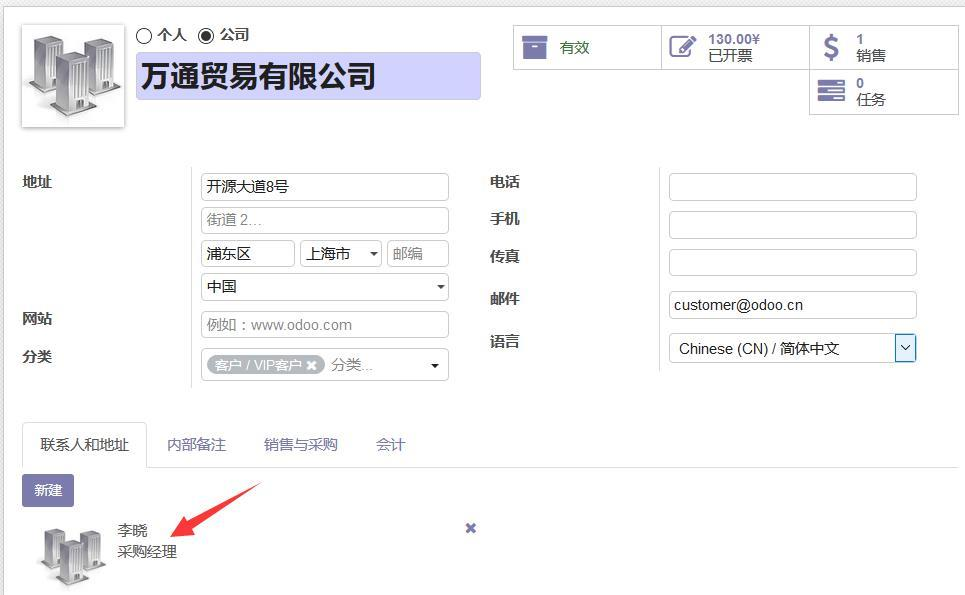 个人 公司
万通贸易有限公司
有效
130.00¥
已开票
1
销售
0
任务
地址
开源大道8号
街道 2...
浦东区 上海市 邮编
中国
网站
例如：www.odoo.com
分类
客户 / VIP客户 分类...
电话
手机
传真
邮件
customer@odoo.cn
语言
Chinese (CN) / 简体中文
联系人和地址 内部备注 销售与采购 会计
新建
李晓
采购经理